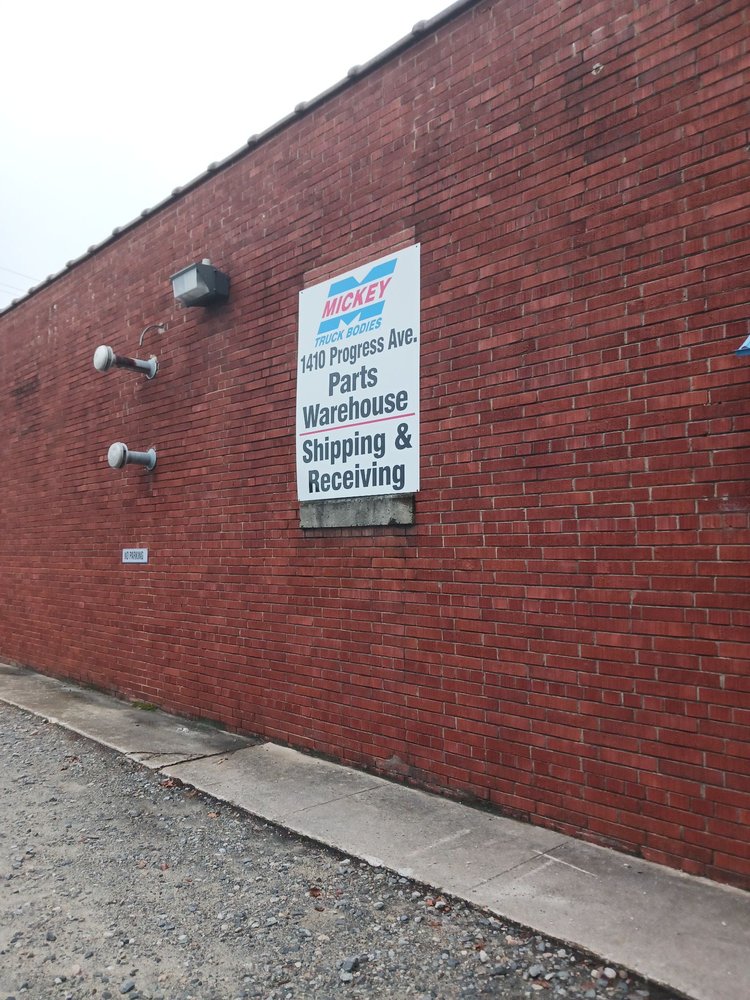 MICKEY
TRUCK BODIES
1410 Progress Ave.
Parts
Warehouse
Shipping &
Receiving
NO PARKING